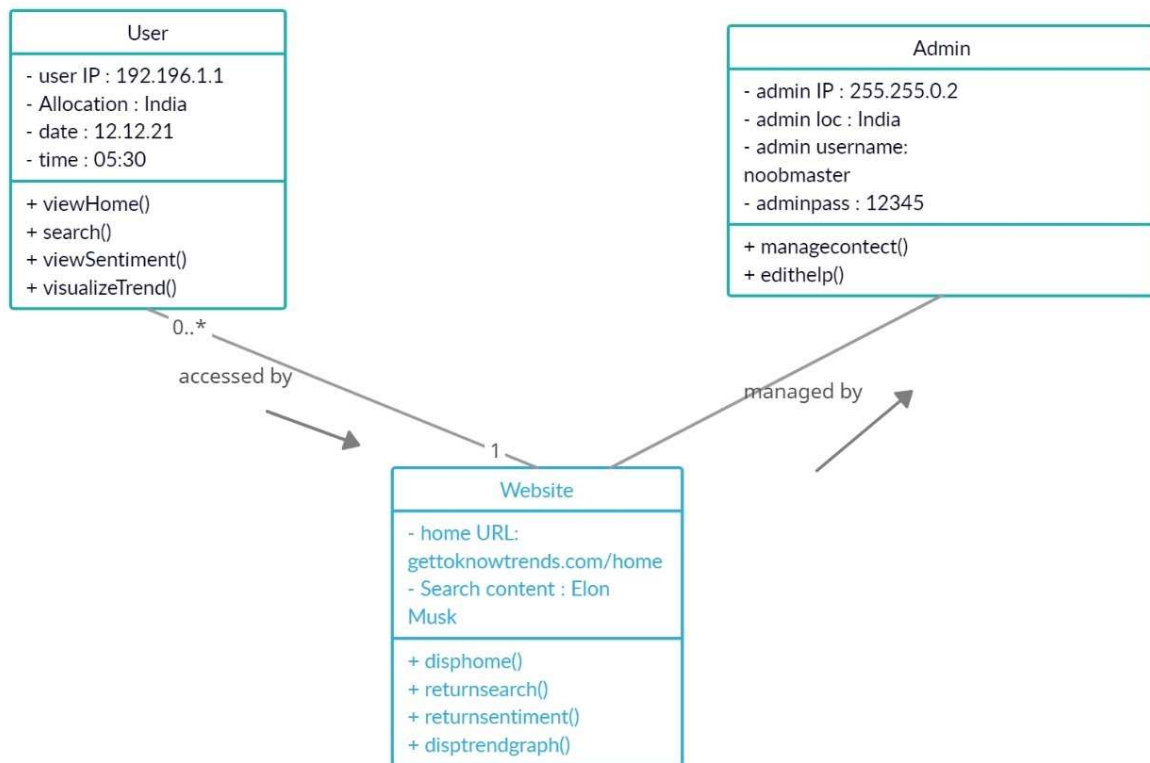 User
- user IP : 192.196.1.1
- Allocation : India
- date : 12.12.21
- time : 05:30
+ viewHome()
+ search()
+ viewSentiment()
+ visualizeTrend()
Admin
- admin IP : 255.255.0.2
- admin loc : India
- admin username:
noobmaster
- adminpass : 12345
+ managecontect()
+ edithelp()
0..*
accessed by
managed by
1
Website
- home URL:
gettoknowtrends.com/home
- Search content : Elon
Musk
+ disphome()
+ returnsearch()
+ returnsentiment()
+ disptrendgraph()